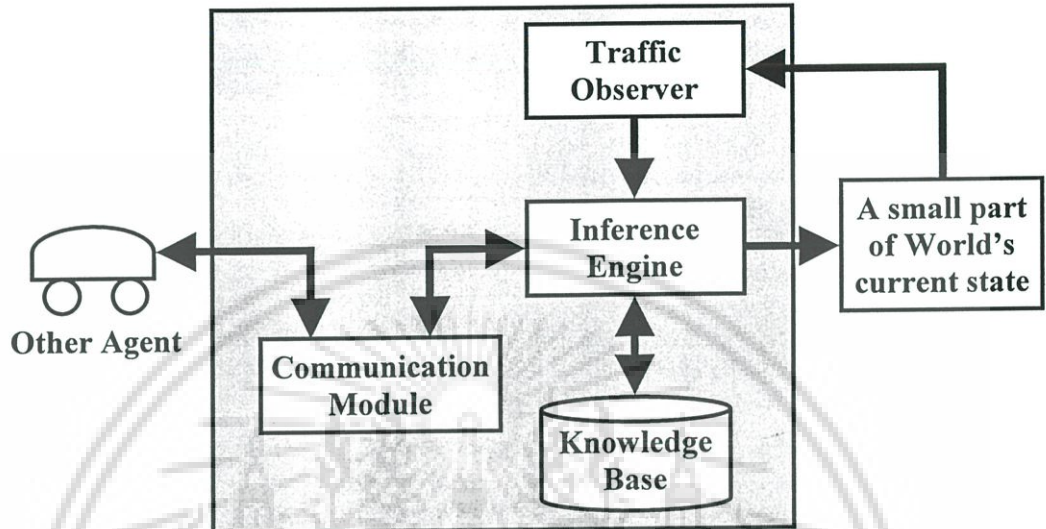 Traffic
Observer
Inference
Engine
A small part
of World's
current state
Other Agent
Communication
Module
Knowledge
Base